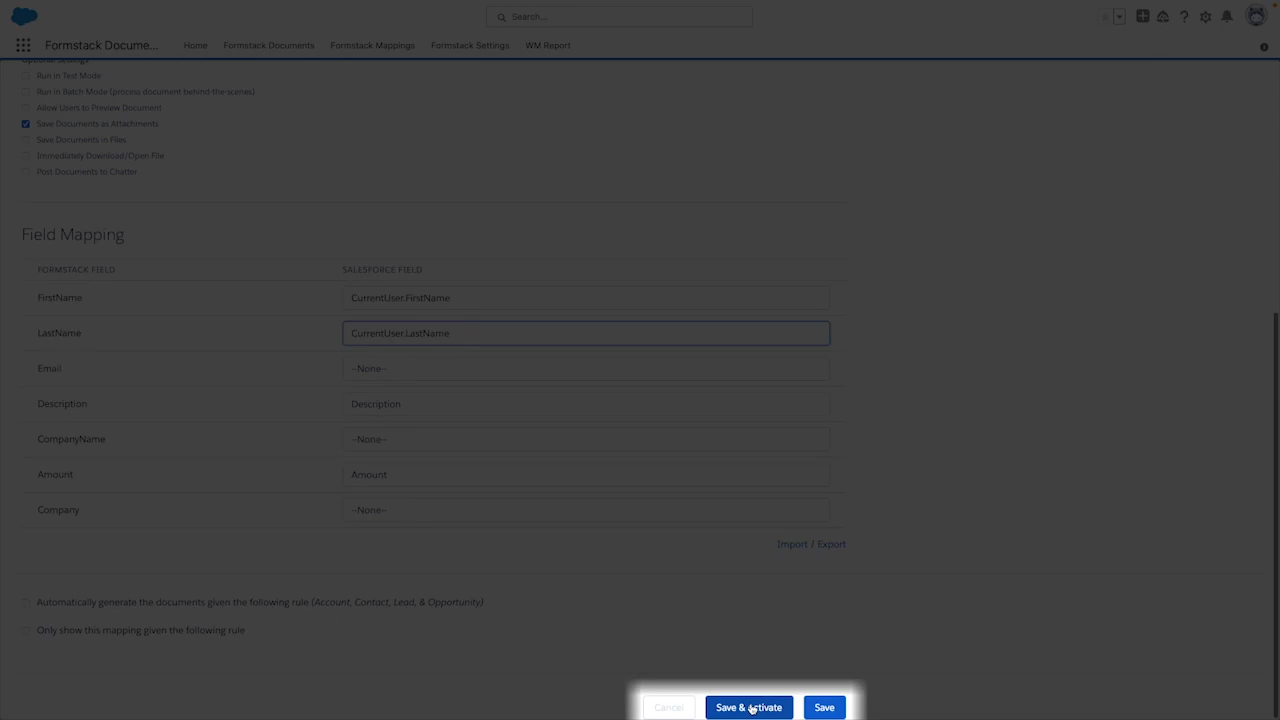 Search...
Formstack Docume...
Home
Formstack Documents
Formstack Mappings
Formstack Settings
WM Report
Optional Settings
Run in Test Mode
Run in Batch Mode (process document behind-the-scenes)
Allow Users to Preview Document
Save Documents as Attachments
Save Documents in Files
Immediately Download/Open File
Post Documents to Chatter
Field Mapping
FORMSTACK FIELD SALESFORCE FIELD
FirstName CurrentUser.FirstName
LastName CurrentUser.LastName
Email --None--
Description Description
CompanyName --None--
Amount Amount
Company --None--
Import / Export
Automatically generate the documents given the following rule (Account, Contact, Lead, & Opportunity)
Only show this mapping given the following rule
Cancel
Save & Activate
Save